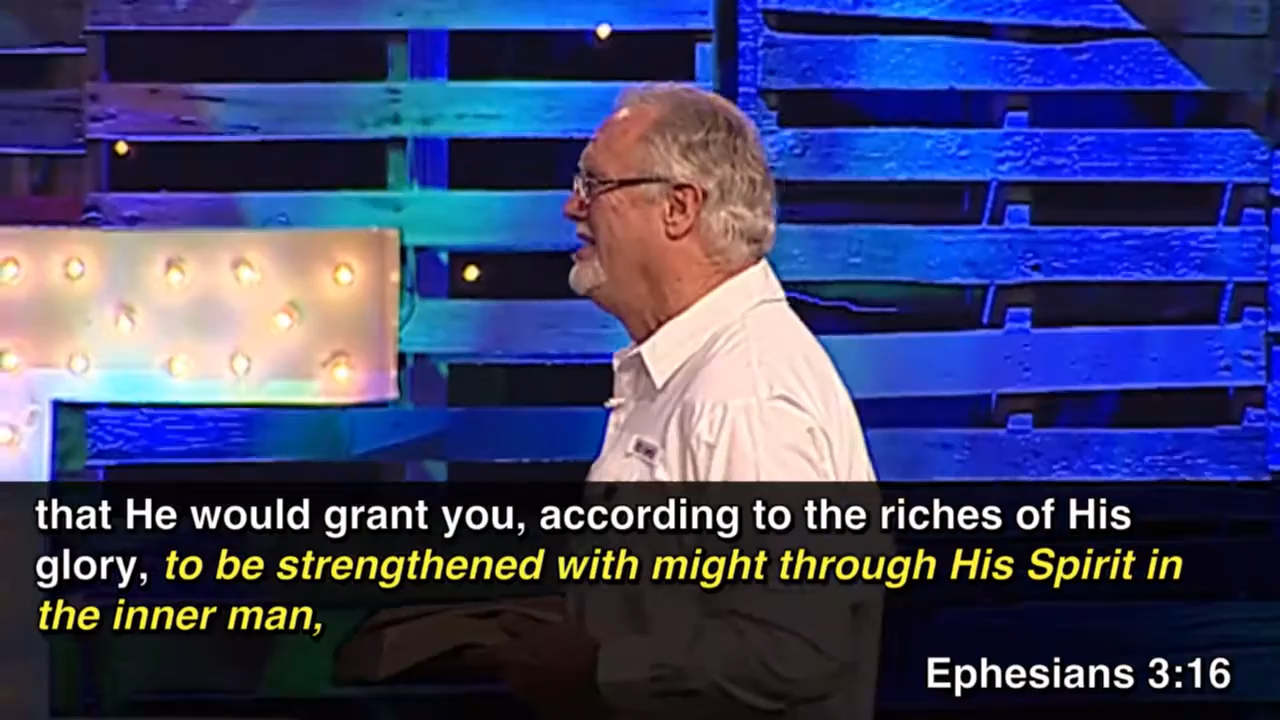 that He would grant you, according to the riches of His
glory, to be strengthened with might through His Spirit in
the inner man,
Ephesians 3:16